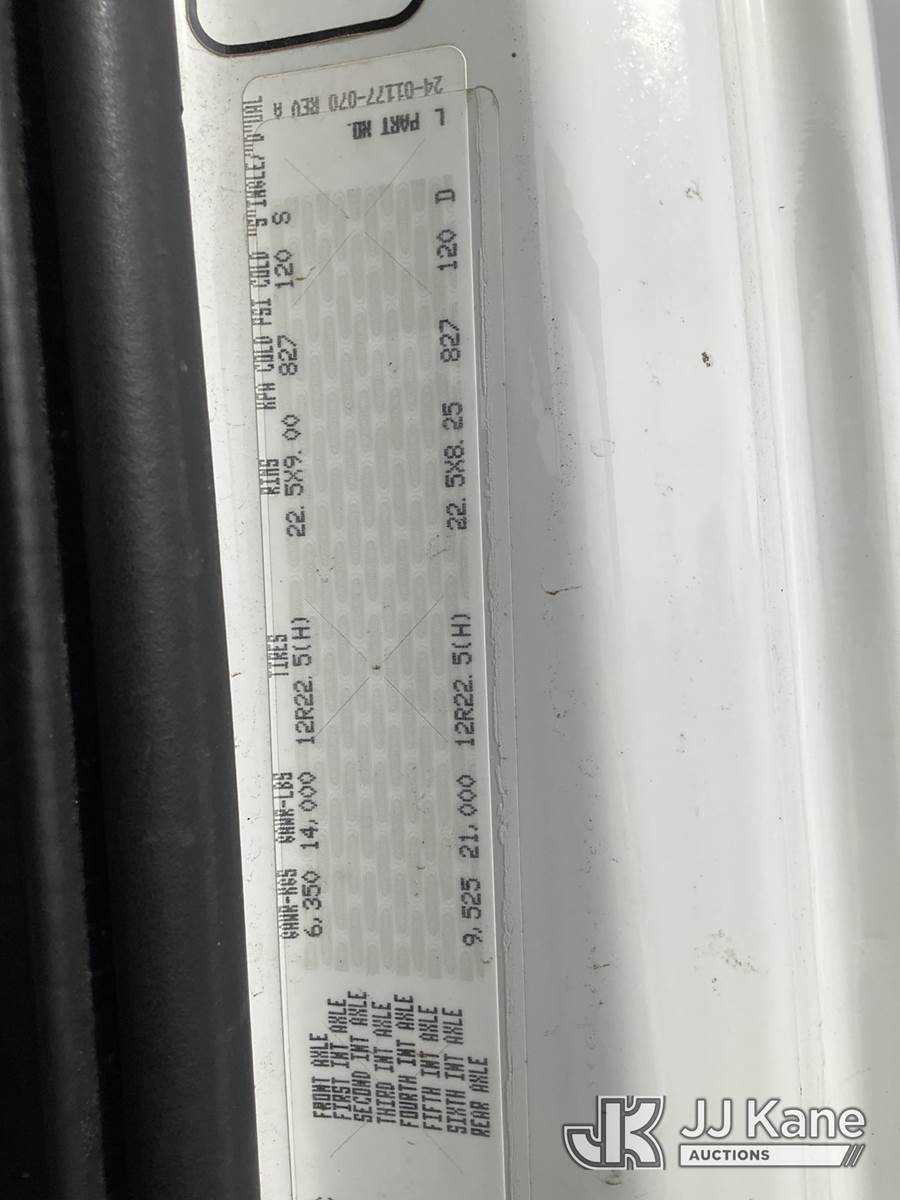 GAWR-KGS GAWR-LBS TIRES RIMS KPA COLD PSI COLD SINGLE/DUAL
FRONT AXLE 6,350 14,000 12R22.5(H) 22.5X9.00 827 120 S
FIRST INT AXLE
SECOND INT AXLE
THIRD INT AXLE
FOURTH INT AXLE
FIFTH INT AXLE
SIXTH INT AXLE
REAR AXLE 9,525 21,000 12R22.5(H) 22.5X8.25 827 120 D
L PART NO.
24-01177-070 REV A
JK JJ Kane
AUCTIONS